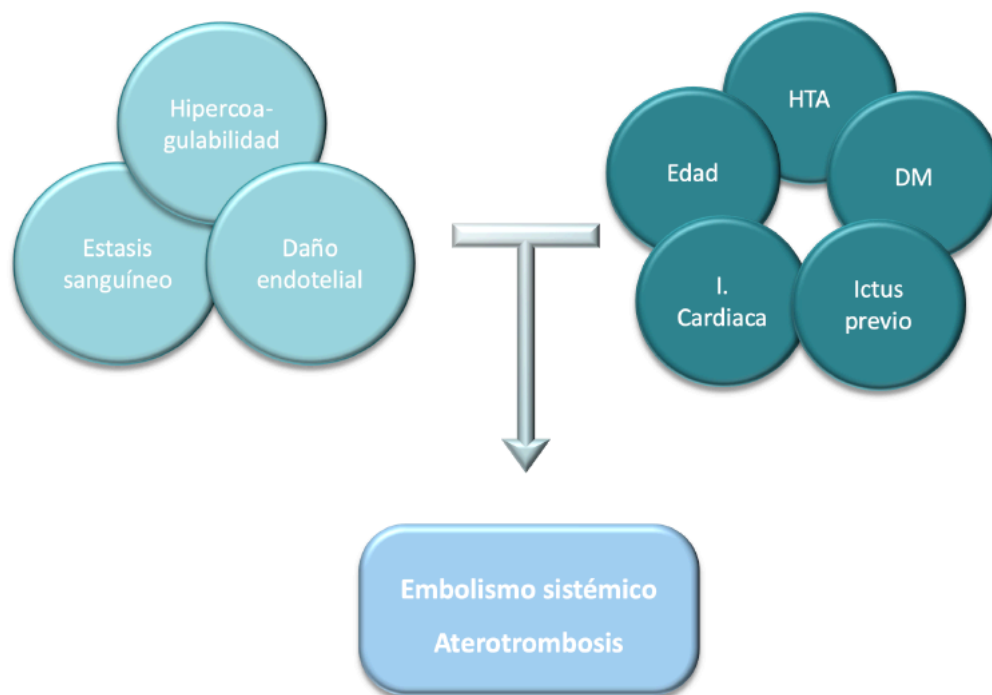 Hipercoa-
gulabilidad
Estasis
sanguíneo
Daño
endotelial
HTA
Edad
DM
I.
Cardiaca
Ictus
previo
Embolismo sistémico
Aterotrombosis